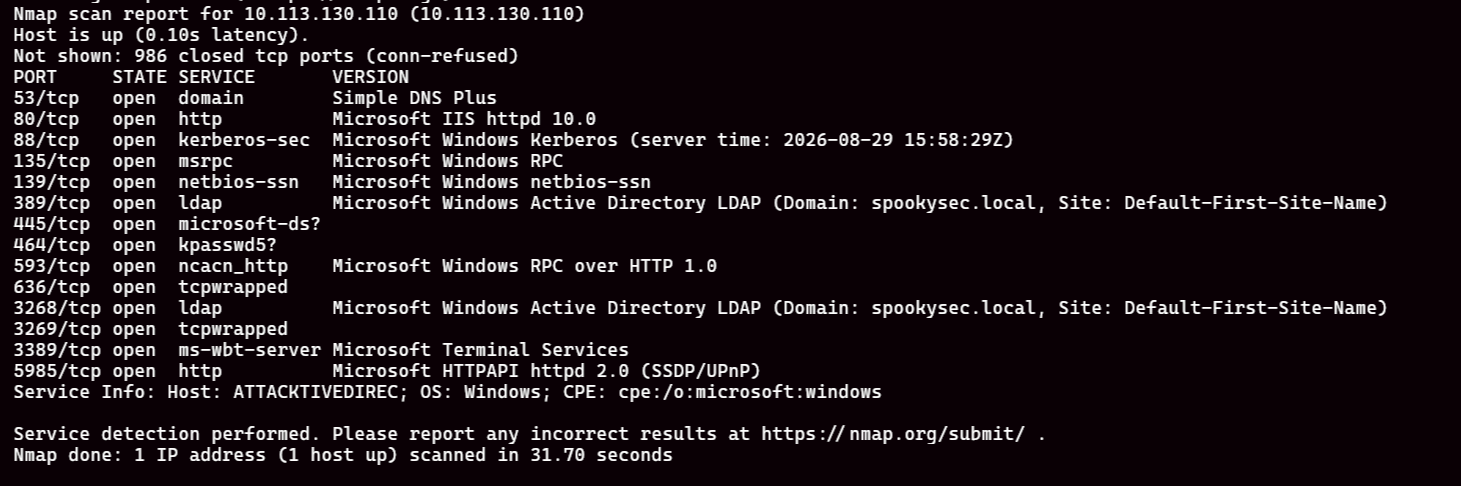 Nmap scan report for 10.113.130.110 (10.113.130.110)
Host is up (0.10s latency).
Not shown: 986 closed tcp ports (conn-refused)
PORT     STATE SERVICE       VERSION
53/tcp   open  domain        Simple DNS Plus
80/tcp   open  http          Microsoft IIS httpd 10.0
88/tcp   open  kerberos-sec  Microsoft Windows Kerberos (server time: 2026-08-29 15:58:29Z)
135/tcp  open  msrpc         Microsoft Windows RPC
139/tcp  open  netbios-ssn   Microsoft Windows netbios-ssn
389/tcp  open  ldap          Microsoft Windows Active Directory LDAP (Domain: spookysec.local, Site: Default-First-Site-Name)
445/tcp  open  microsoft-ds?
464/tcp  open  kpasswd5?
593/tcp  open  ncacn_http    Microsoft Windows RPC over HTTP 1.0
636/tcp  open  tcpwrapped
3268/tcp open  ldap          Microsoft Windows Active Directory LDAP (Domain: spookysec.local, Site: Default-First-Site-Name)
3269/tcp open  tcpwrapped
3389/tcp open  ms-wbt-server Microsoft Terminal Services
5985/tcp open  http          Microsoft HTTPAPI httpd 2.0 (SSDP/UPnP)
Service Info: Host: ATTACKTIVEDIREC; OS: Windows; CPE: cpe:/o:microsoft:windows
Service detection performed. Please report any incorrect results at https://nmap.org/submit/ .
Nmap done: 1 IP address (1 host up) scanned in 31.70 seconds